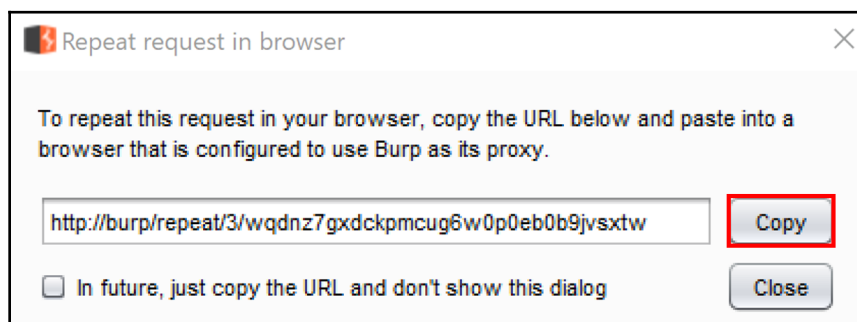 Repeat request in browser
To repeat this request in your browser, copy the URL below and paste into a
browser that is configured to use Burp as its proxy.
http://burp/repeat/3/wqdnz7gxdckpmcug6w0p0eb0b9jvsxtw
Copy
In future, just copy the URL and don't show this dialog
Close